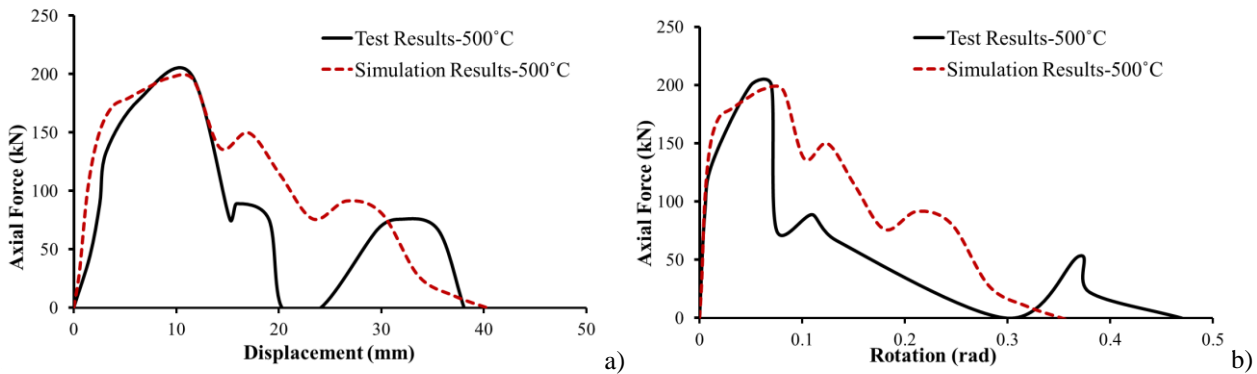 250
200
150
100
50
0
Axial Force (kN)
Test Results-500˚C
Simulation Results-500˚C
0 10 20 30 40 50
Displacement (mm)
a)
250
200
150
100
50
0
Axial Force (kN)
Test Results-500˚C
Simulation Results-500˚C
0 0.1 0.2 0.3 0.4 0.5
Rotation (rad)
b)